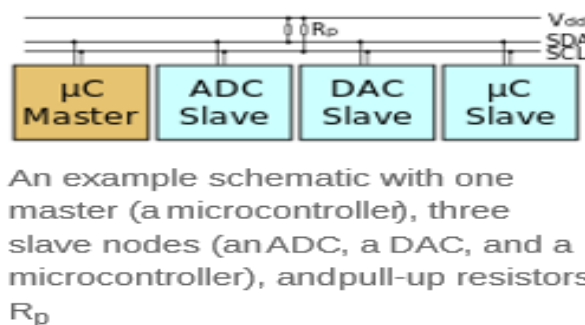 Vdd
Rp
SDA
SCL
µC Master
ADC Slave
DAC Slave
µC Slave
An example schematic with one
master (a microcontroller), three
slave nodes (an ADC, a DAC, and a
microcontroller), and pull-up resistors
Rp